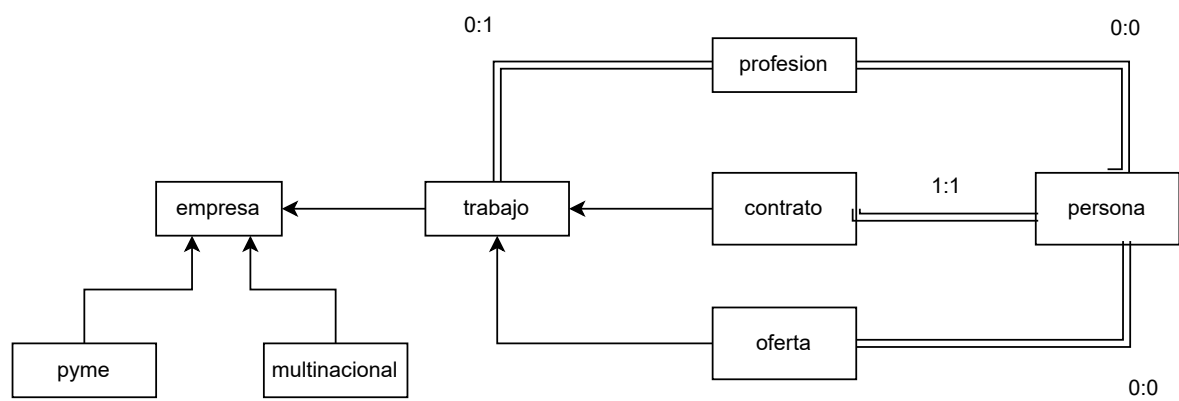 0:1
0:0
profesion
1:1
empresa
trabajo
contrato
persona
oferta
pyme
multinacional
0:0